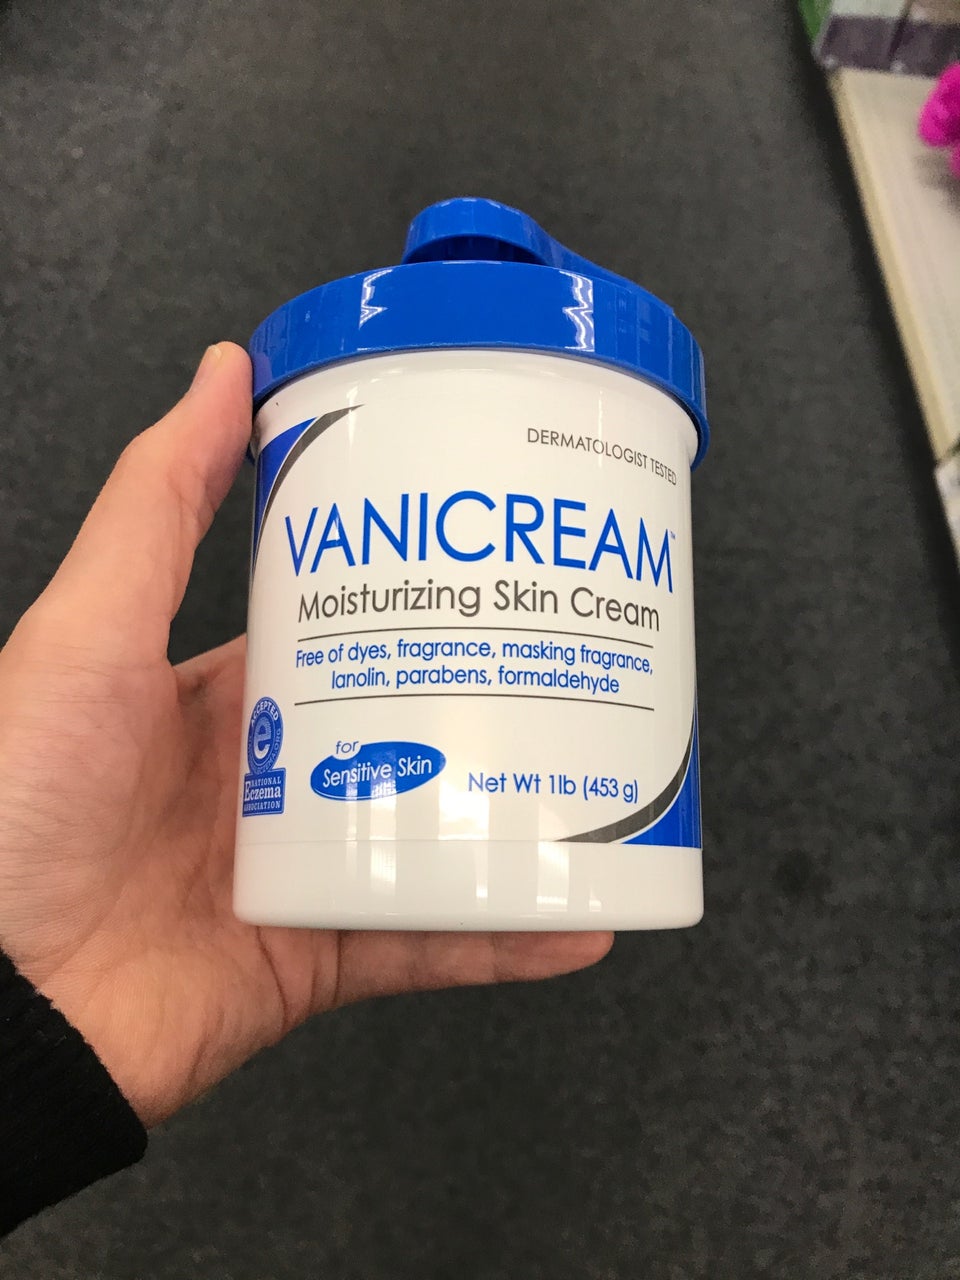 DERMATOLOGIST TESTED
VANICREAM™
Moisturizing Skin Cream
Free of dyes, fragrance, masking fragrance,
lanolin, parabens, formaldehyde
ACCEPTED
e
NATIONAL
Eczema
ASSOCIATION
for
Sensitive Skin
Net Wt 1lb (453 g)